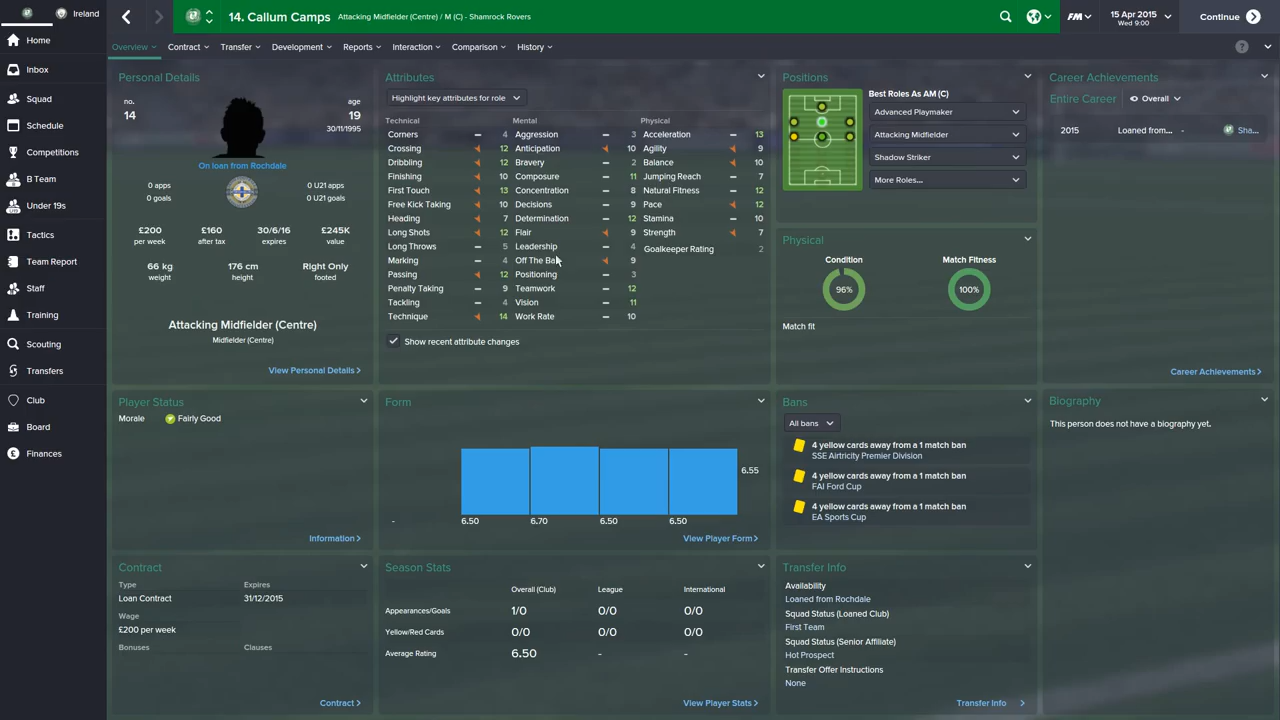 Ireland
14. Callum Camps
Attacking Midfielder (Centre) / M (C) - Shamrock Rovers
FM
15 Apr 2015
Wed 9:00
Continue
Home
Inbox
Squad
Schedule
Competitions
B Team
Under 19s
Tactics
Team Report
Staff
Training
Scouting
Transfers
Club
Board
Finances
Overview
Contract
Transfer
Development
Reports
Interaction
Comparison
History
?
Personal Details
no.
14
age
19
30/11/1995
On loan from Rochdale
0 apps
0 goals
0 U21 apps
0 U21 goals
£200 per week
£160 after tax
30/6/16 expires
£245K value
66 kg weight
176 cm height
Right Only footed
Attacking Midfielder (Centre)
Midfielder (Centre)
View Personal Details
Attributes
Highlight key attributes for role
Technical Mental Physical
Corners 4 Aggression 3 Acceleration 13
Crossing 12 Anticipation 10 Agility 9
Dribbling 12 Bravery 2 Balance 10
Finishing 10 Composure 11 Jumping Reach 7
First Touch 13 Concentration 8 Natural Fitness 12
Free Kick Taking 10 Decisions 9 Pace 12
Heading 7 Determination 12 Stamina 10
Long Shots 12 Flair 9 Strength 7
Long Throws 5 Leadership 4 Goalkeeper Rating 2
Marking 4 Off The Ba 9
Passing 12 Positioning 3
Penalty Taking 9 Teamwork 12
Tackling 4 Vision 11
Technique 14 Work Rate 10
Show recent attribute changes
Positions
Best Roles As AM (C)
Advanced Playmaker
Attacking Midfielder
Shadow Striker
More Roles...
Physical
Condition
96%
Match Fitness
100%
Match fit
Career Achievements
Entire Career
Overall
2015 Loaned from... - Sha...
Career Achievements
Player Status
Morale Fairly Good
Information
Form
6.55
- 6.50 6.70 6.50 6.50
View Player Form
Bans
All bans
4 yellow cards away from a 1 match ban
SSE Airtricity Premier Division
4 yellow cards away from a 1 match ban
FAI Ford Cup
4 yellow cards away from a 1 match ban
EA Sports Cup
Biography
This person does not have a biography yet.
Contract
Type Expires
Loan Contract 31/12/2015
Wage
£200 per week
Bonuses Clauses
Contract
Season Stats
Overall (Club) League International
Appearances/Goals 1/0 0/0 0/0
Yellow/Red Cards 0/0 0/0 0/0
Average Rating 6.50 - -
View Player Stats
Transfer Info
Availability
Loaned from Rochdale
Squad Status (Loaned Club)
First Team
Squad Status (Senior Affiliate)
Hot Prospect
Transfer Offer Instructions
None
Transfer Info